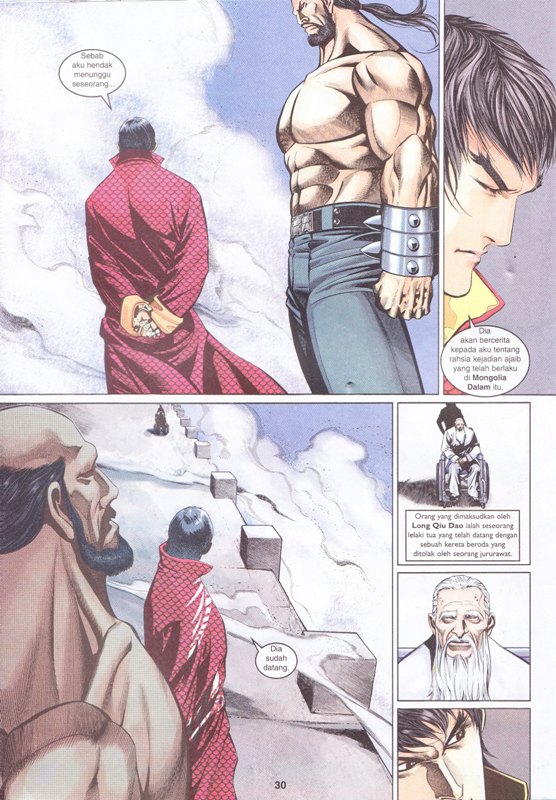 Sebab
aku hendak
menunggu
seseorang...
Dia
akan bercerita
kepada aku tentang
rahsia kejadian ajaib
yang telah berlaku
di Mongolia
Dalam itu.
Orang yang dimaksudkan oleh
Long Qiu Dao ialah seseorang
lelaki tua yang telah datang dengan
sebuah kereta beroda yang
ditolak oleh seorang jururawat.
Dia
sudah
datang.
30